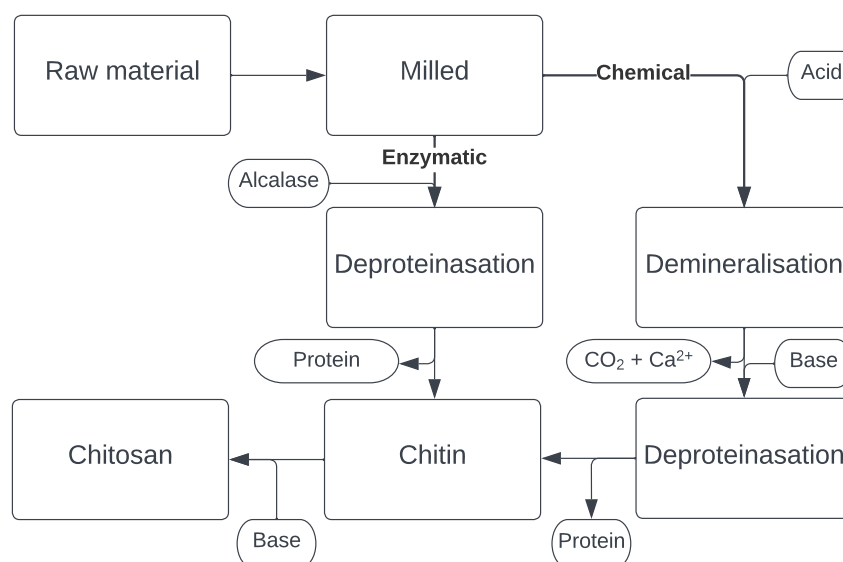 Raw material
Milled
Chemical
Acid
Enzymatic
Alcalase
Deproteinasation
Demineralisation
Protein
CO₂ + Ca²⁺
Base
Chitosan
Chitin
Deproteinasation
Base
Protein